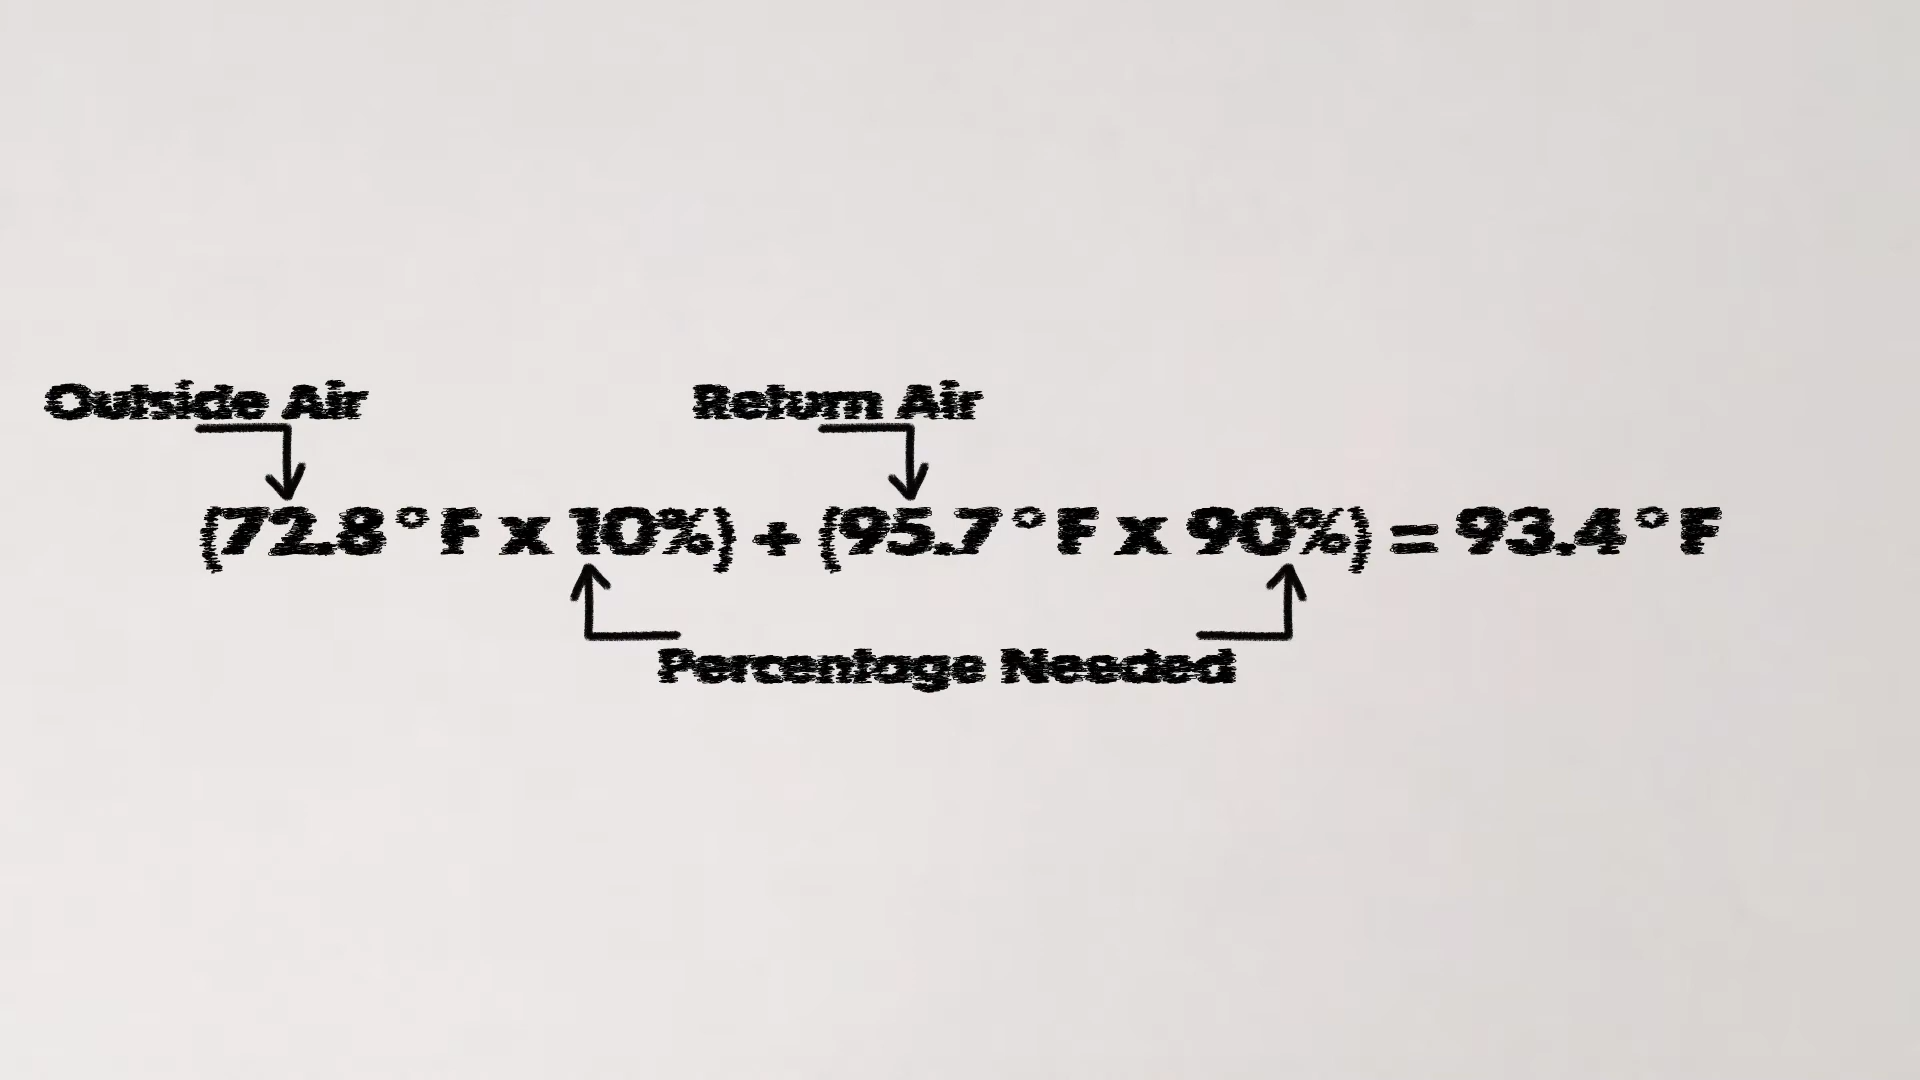 Outside Air Return Air
(72.8°F x 10%) + (95.7°F x 90%) = 93.4°F
Percentage Needed